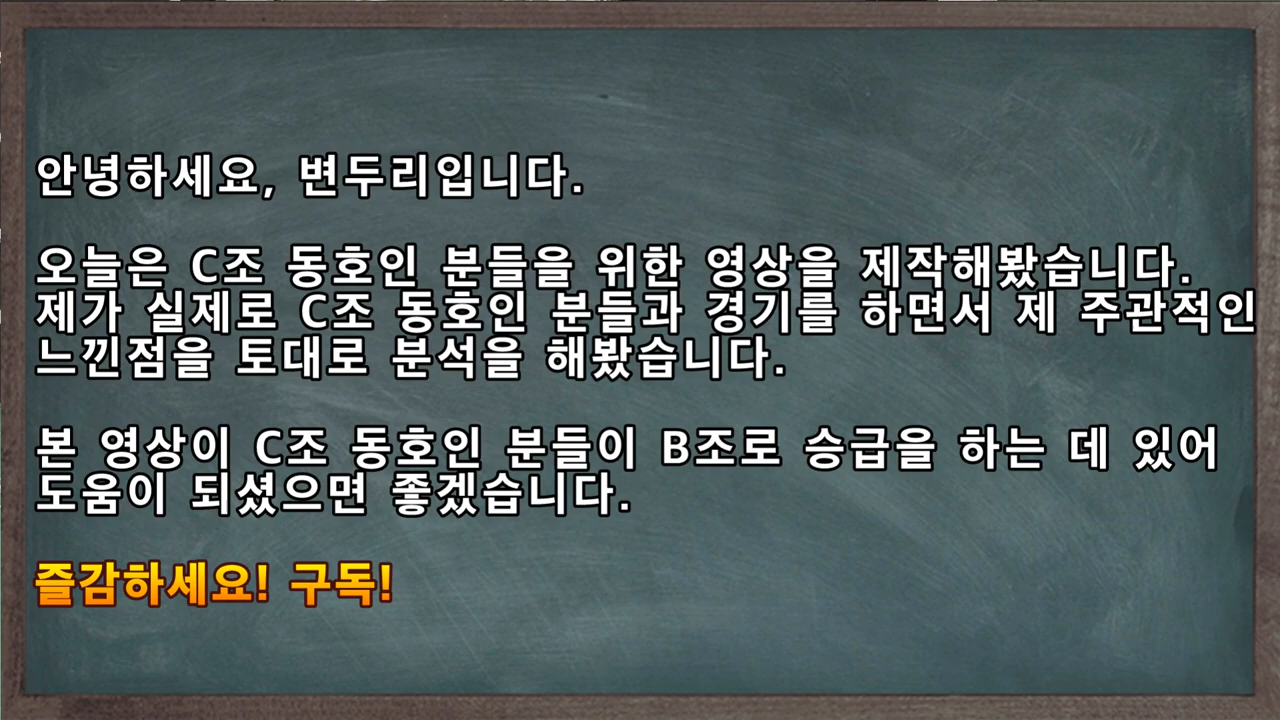 안녕하세요, 변두리입니다.
오늘은 C조 동호인 분들을 위한 영상을 제작해봤습니다.
제가 실제로 C조 동호인 분들과 경기를 하면서 제 주관적인
느낀점을 토대로 분석을 해봤습니다.
본 영상이 C조 동호인 분들이 B조로 승급을 하는 데 있어
도움이 되셨으면 좋겠습니다.
즐감하세요! 구독!